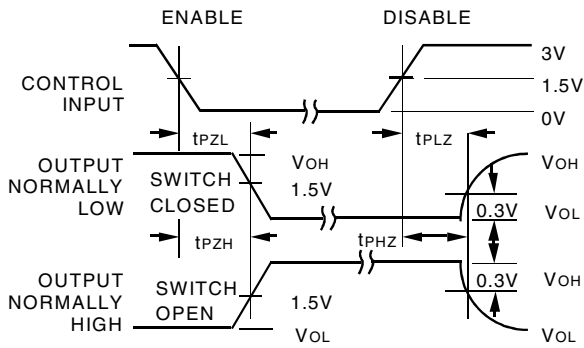 ENABLE DISABLE
3V
CONTROL INPUT 1.5V
0V
tPZL tPLZ
OUTPUT NORMALLY LOW
SWITCH CLOSED
VOH
1.5V
VOH
0.3V VOL
tPZH tPHZ
OUTPUT NORMALLY HIGH
SWITCH OPEN
1.5V
VOL
0.3V VOH
VOL